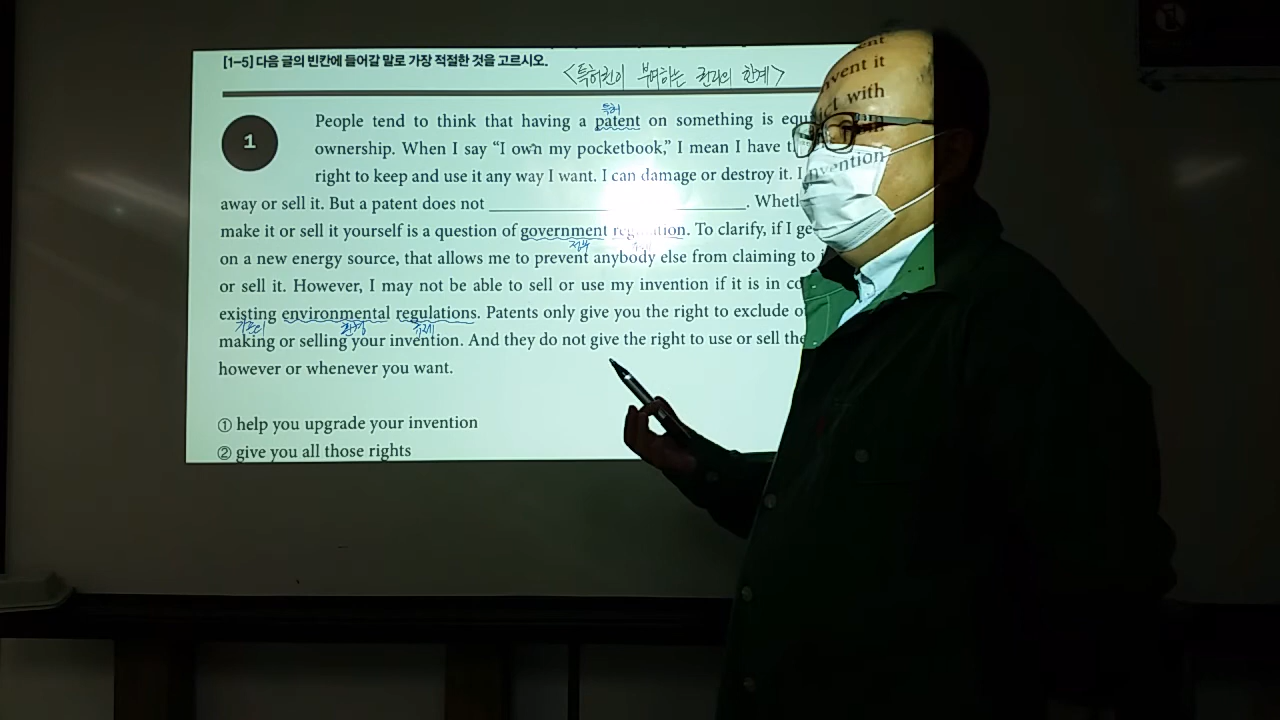 [1-5] 다음 글의 빈칸에 들어갈 말로 가장 적절한 것을 고르시오.
<특허권이 부여하는 권리의 한계>
특허
1 People tend to think that having a patent on something is
ownership. When I say “I own my pocketbook,” I mean I have
right to keep and use it any way I want. I can damage or destroy it. I
away or sell it. But a patent does not ____________________.
make it or sell it yourself is a question of government regulation. To clarify, if I
정부 규제
on a new energy source, that allows me to prevent anybody else from claiming to
or sell it. However, I may not be able to sell or use my invention if it is in
existing environmental regulations. Patents only give you the right to exclude
기존의 환경 규제
making or selling your invention. And they do not give the right to use or sell
however or whenever you want.
① help you upgrade your invention
② give you all those rights
vent it
with
nvention